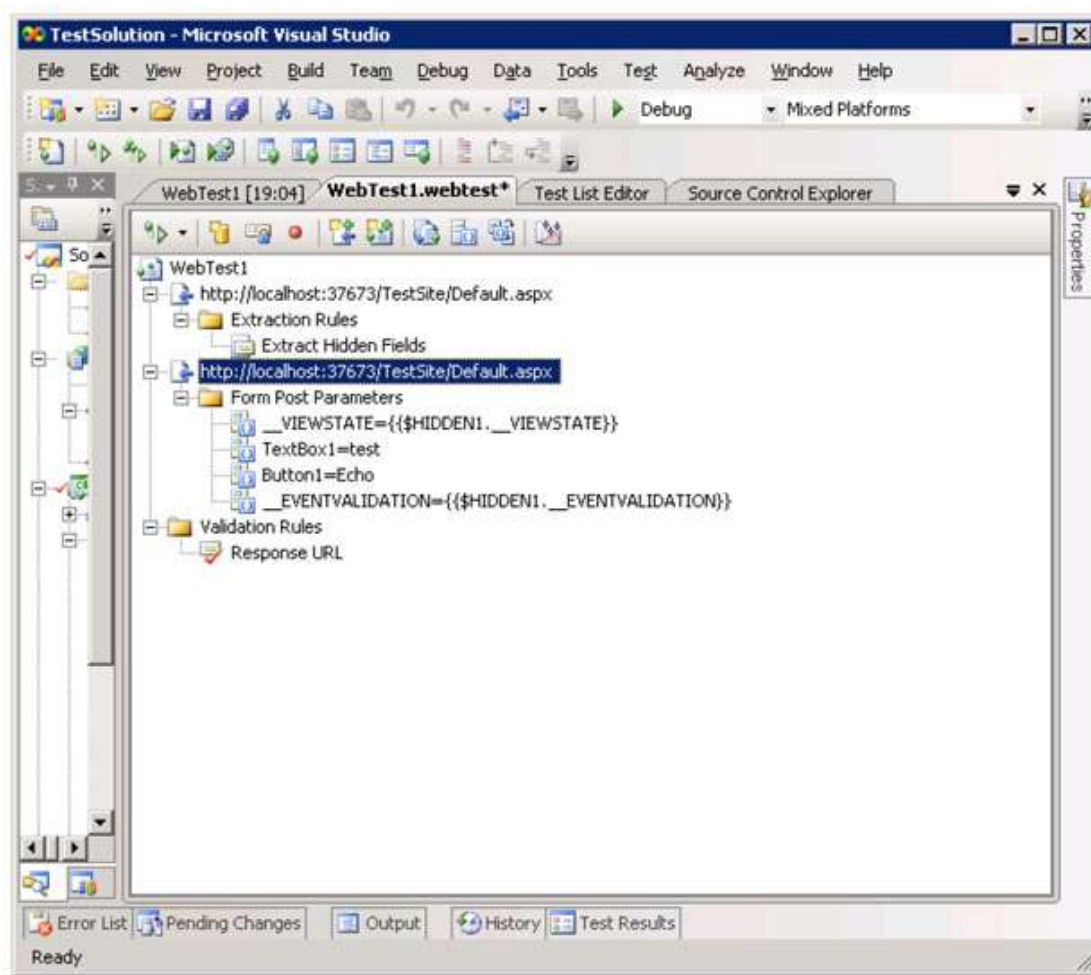 TestSolution - Microsoft Visual Studio
File Edit View Project Build Team Debug Data Tools Test Analyze Window Help
Debug Mixed Platforms
S.. WebTest1 [19:04] WebTest1.webtest* Test List Editor Source Control Explorer
Properties
So
WebTest1
http://localhost:37673/TestSite/Default.aspx
Extraction Rules
Extract Hidden Fields
http://localhost:37673/TestSite/Default.aspx
Form Post Parameters
__VIEWSTATE={{$HIDDEN1.__VIEWSTATE}}
TextBox1=test
Button1=Echo
__EVENTVALIDATION={{$HIDDEN1.__EVENTVALIDATION}}
Validation Rules
Response URL
Error List Pending Changes Output History Test Results
Ready